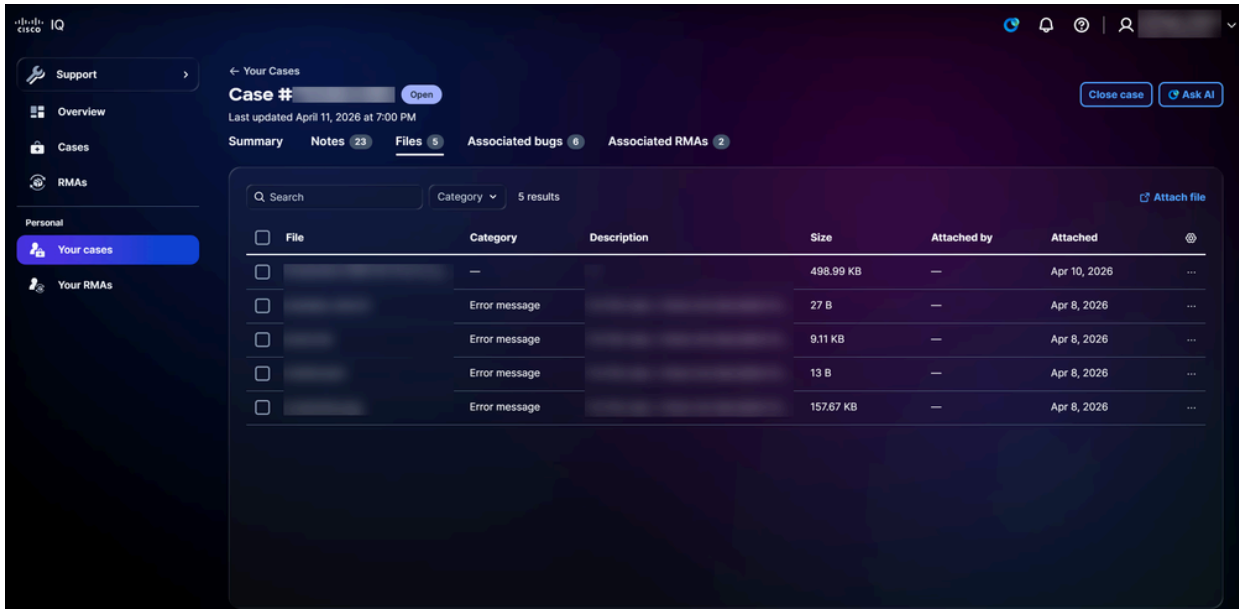 cisco IQ
Support
Overview
Cases
RMAs
Personal
Your cases
Your RMAs
← Your Cases
Case # Open
Last updated April 11, 2026 at 7:00 PM
Close case Ask AI
Summary Notes 23 Files 5 Associated bugs 6 Associated RMAs 2
Search Category 5 results Attach file
File Category Description Size Attached by Attached
— 498.99 KB — Apr 10, 2026 ...
Error message 27 B — Apr 8, 2026 ...
Error message 9.11 KB — Apr 8, 2026 ...
Error message 13 B — Apr 8, 2026 ...
Error message 157.67 KB — Apr 8, 2026 ...